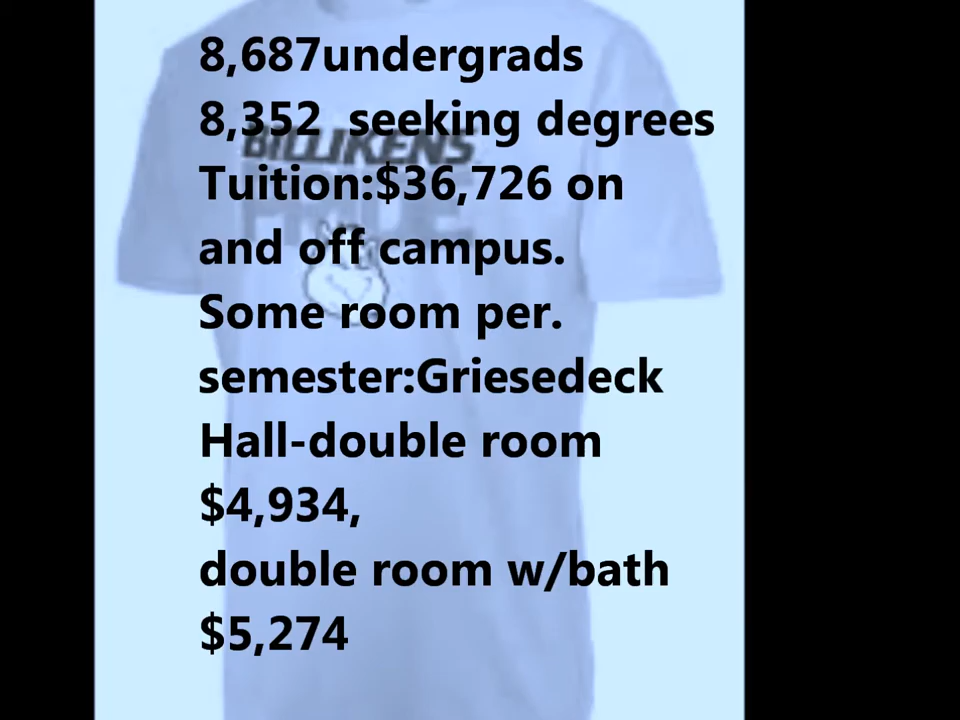 8,687undergrads
8,352 seeking degrees
BILLIKENS
Tuition:$36,726 on
and off campus.
Some room per.
semester:Griesedeck
Hall-double room
$4,934,
double room w/bath
$5,274